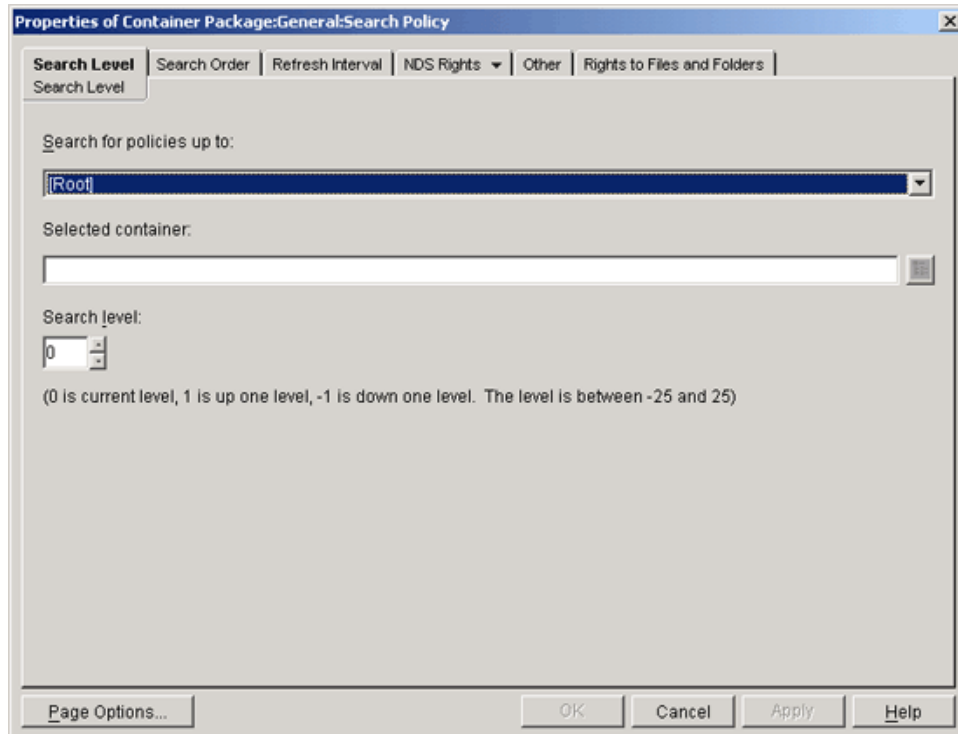 Properties of Container Package:General:Search Policy
Search Level Search Order Refresh Interval NDS Rights Other Rights to Files and Folders
Search Level
Search for policies up to:
[Root]
Selected container:
Search level:
0
(0 is current level, 1 is up one level, -1 is down one level. The level is between -25 and 25)
Page Options... OK Cancel Apply Help